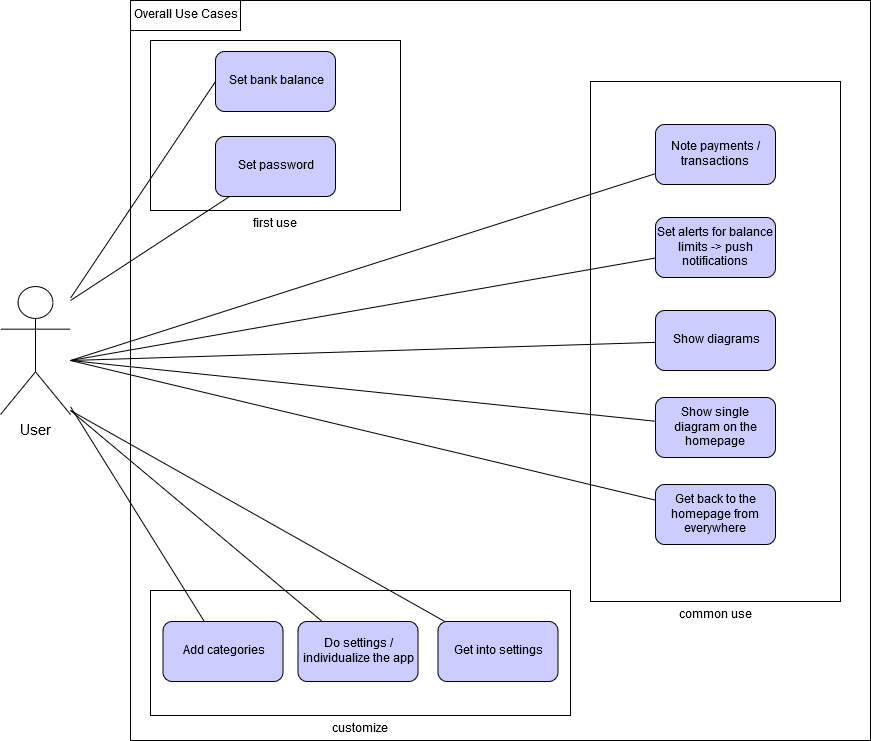 Overall Use Cases
Set bank balance
Set password
first use
Note payments /
transactions
Set alerts for balance
limits -> push
notifications
Show diagrams
Show single
diagram on the
homepage
Get back to the
homepage from
everywhere
common use
User
Add categories
Do settings /
individualize the app
Get into settings
customize